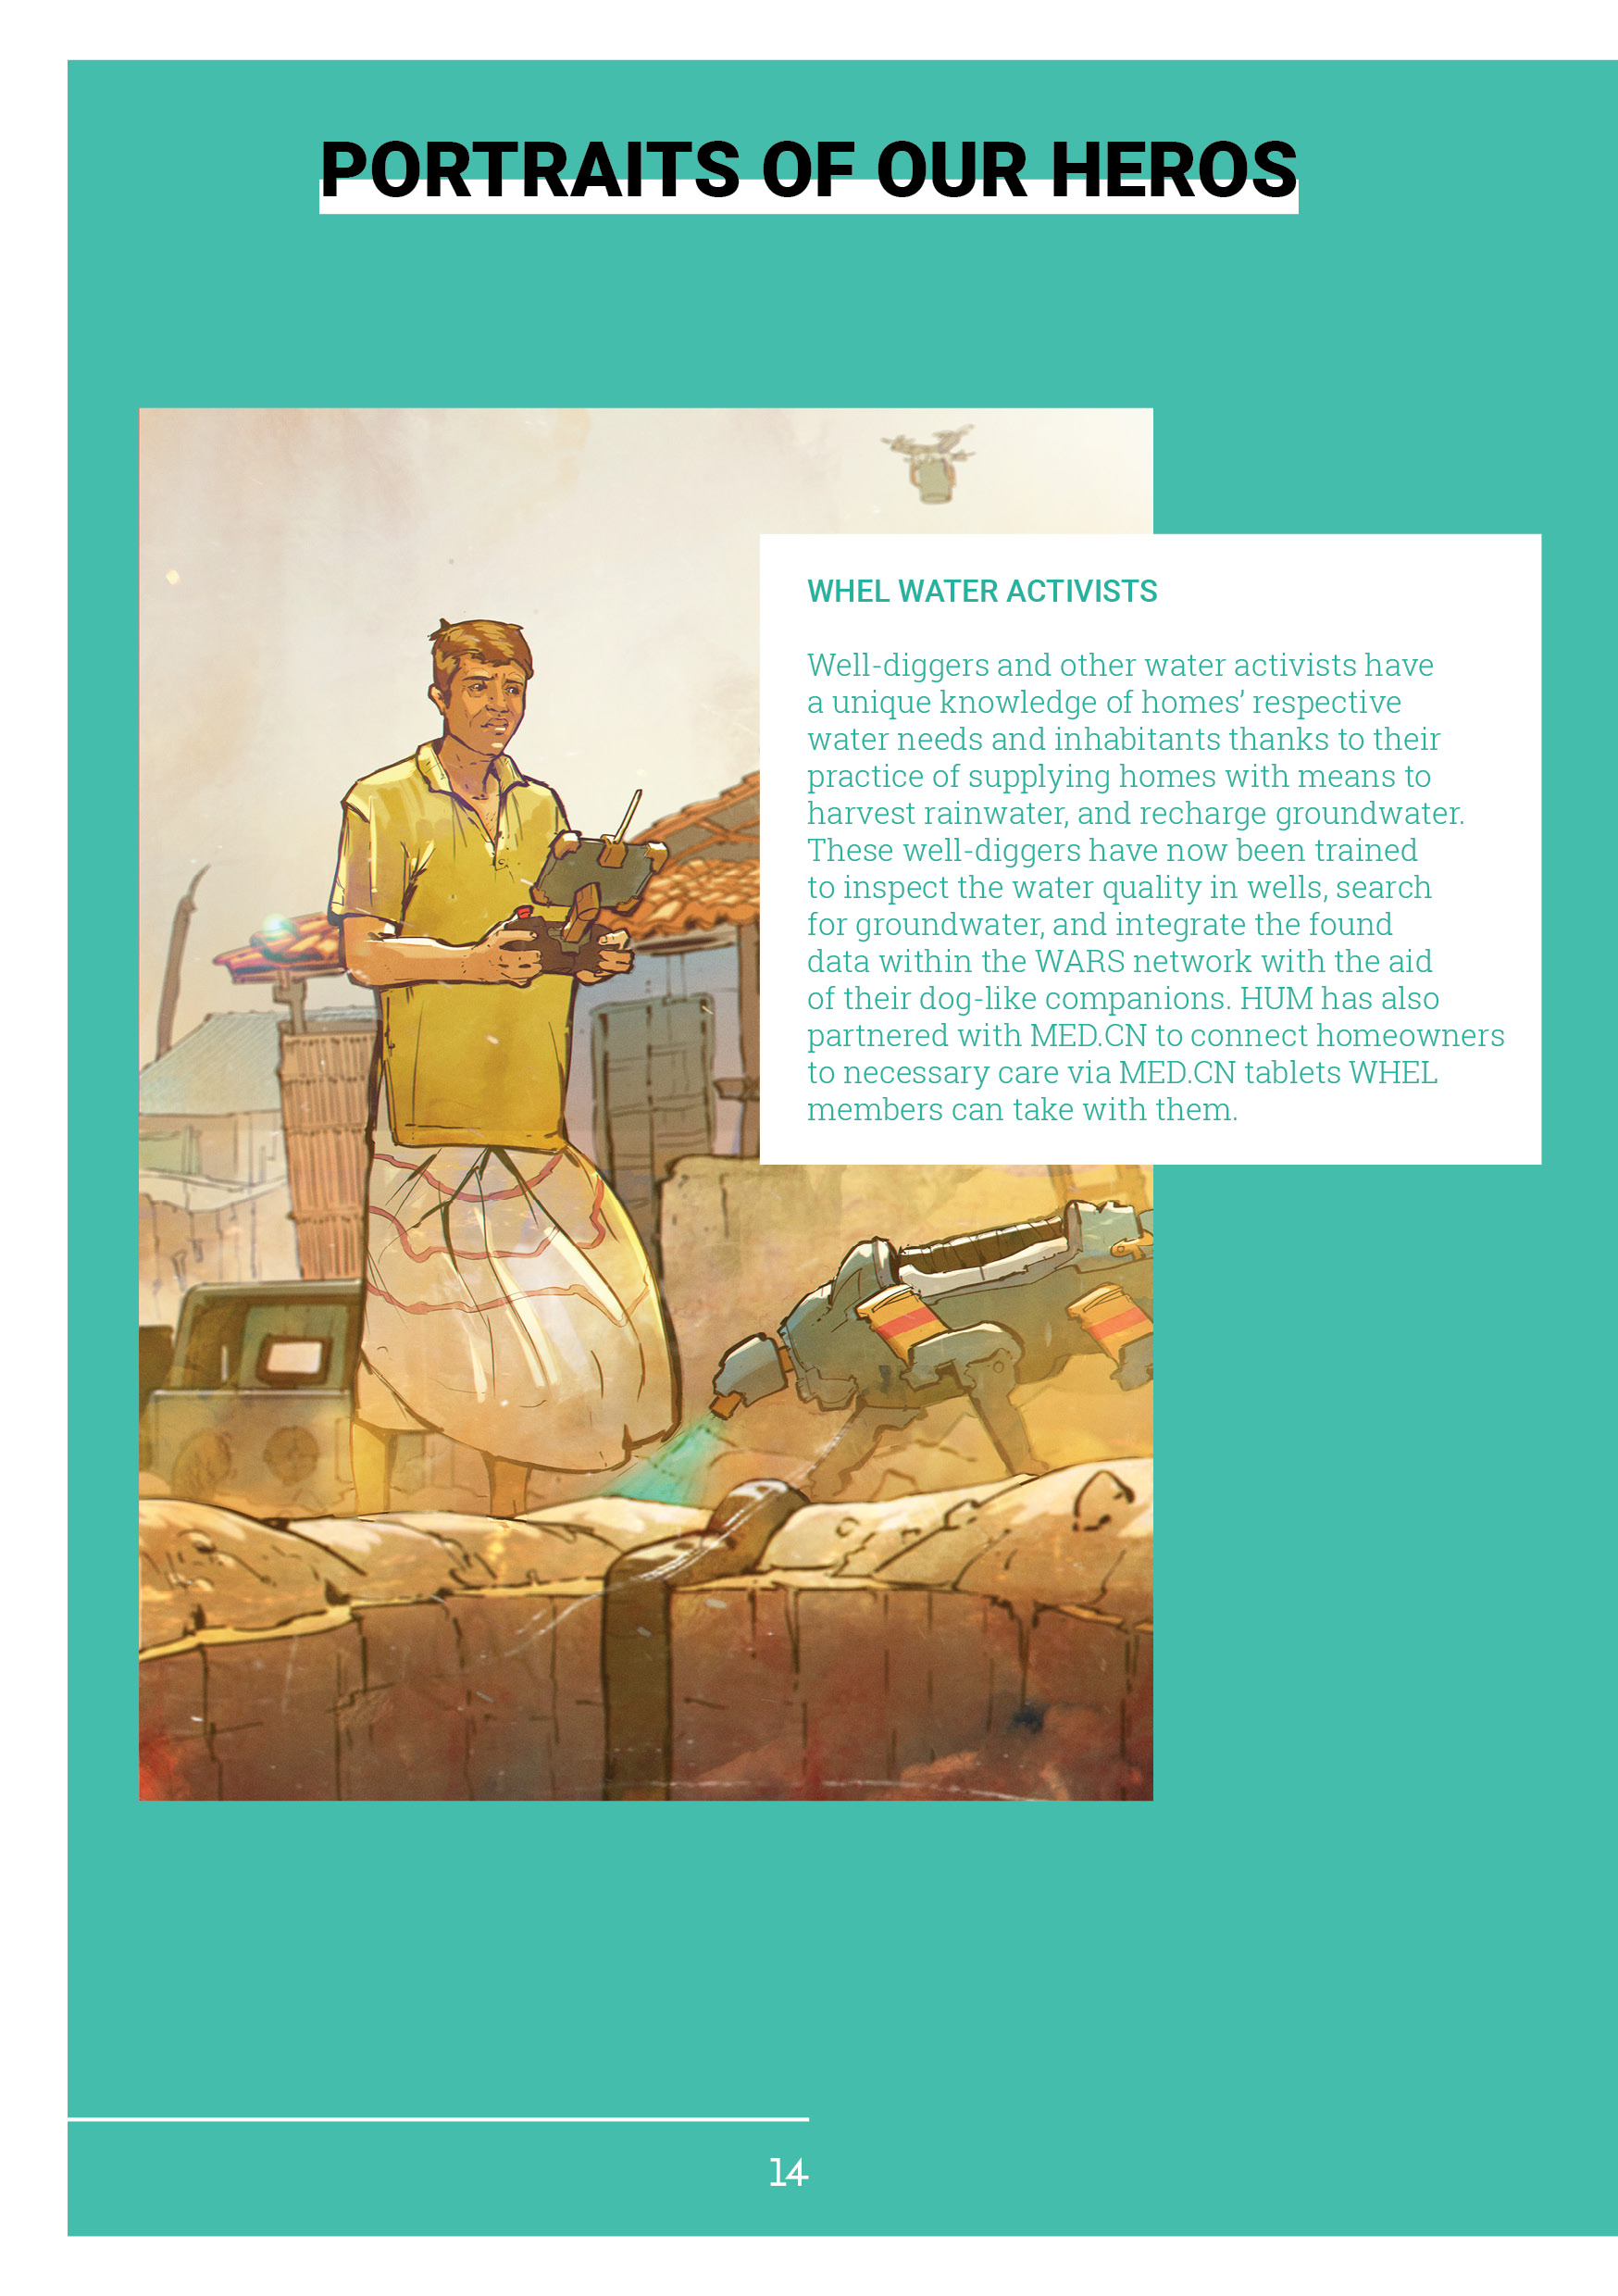 PORTRAITS OF OUR HEROS
WHEL WATER ACTIVISTS
Well-diggers and other water activists have
a unique knowledge of homes’ respective
water needs and inhabitants thanks to their
practice of supplying homes with means to
harvest rainwater, and recharge groundwater.
These well-diggers have now been trained
to inspect the water quality in wells, search
for groundwater, and integrate the found
data within the WARS network with the aid
of their dog-like companions. HUM has also
partnered with MED.CN to connect homeowners
to necessary care via MED.CN tablets WHEL
members can take with them.
14